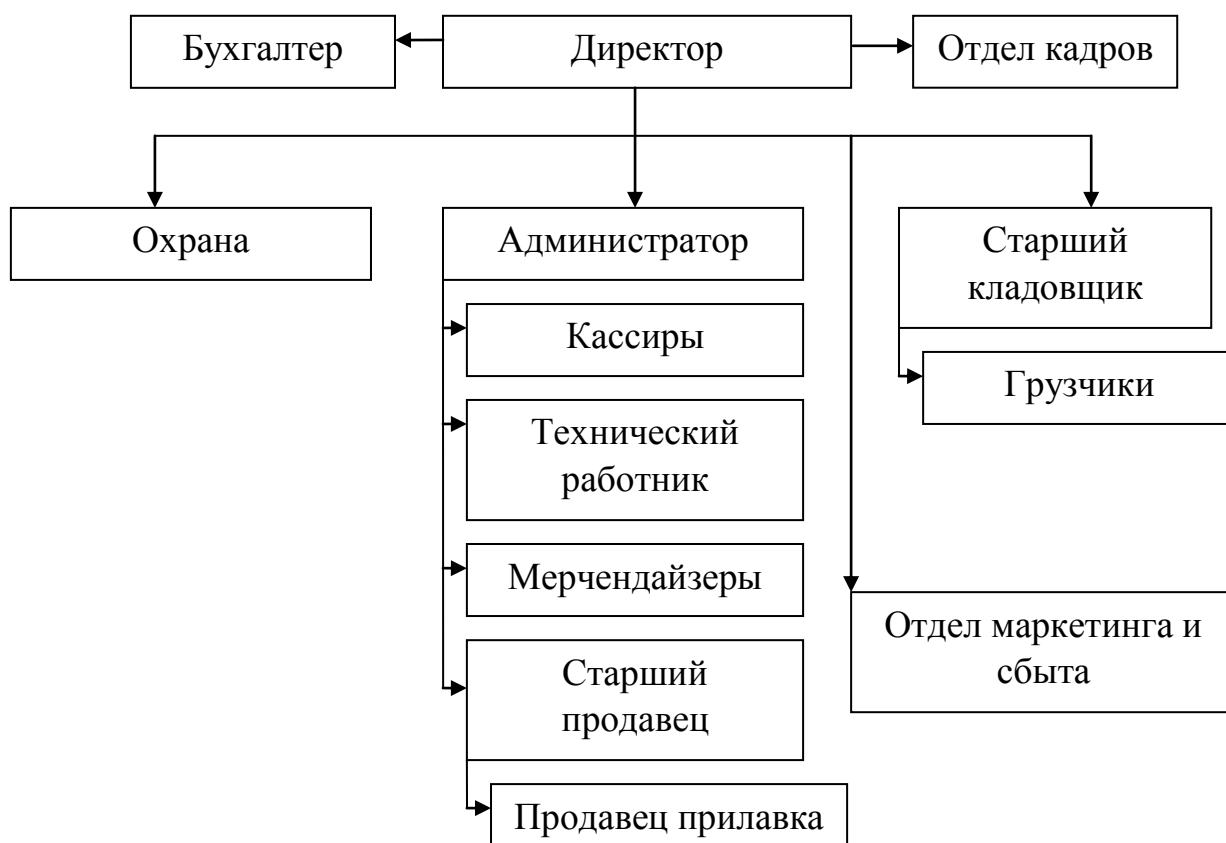 Бухгалтер
Директор
Отдел кадров
Охрана
Администратор
Старший
кладовщик
Кассиры
Грузчики
Технический
работник
Мерчендайзеры
Отдел маркетинга и
сбыта
Старший
продавец
Продавец прилавка